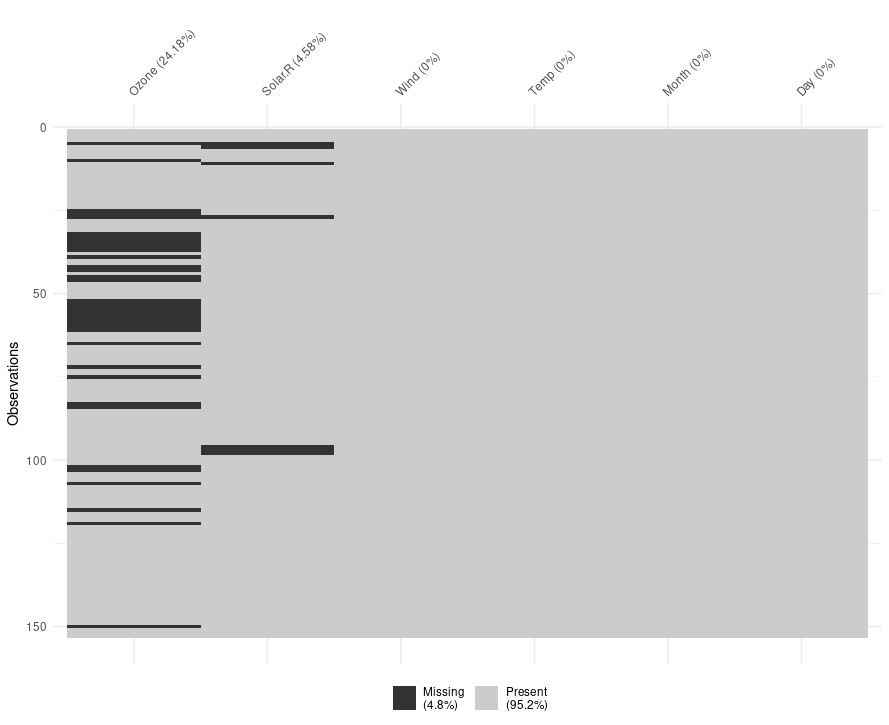 Ozone (24.18%)
Solar.R (4.58%)
Wind (0%)
Temp (0%)
Month (0%)
Day (0%)
0
50
100
150
Observations
Missing
(4.8%)
Present
(95.2%)